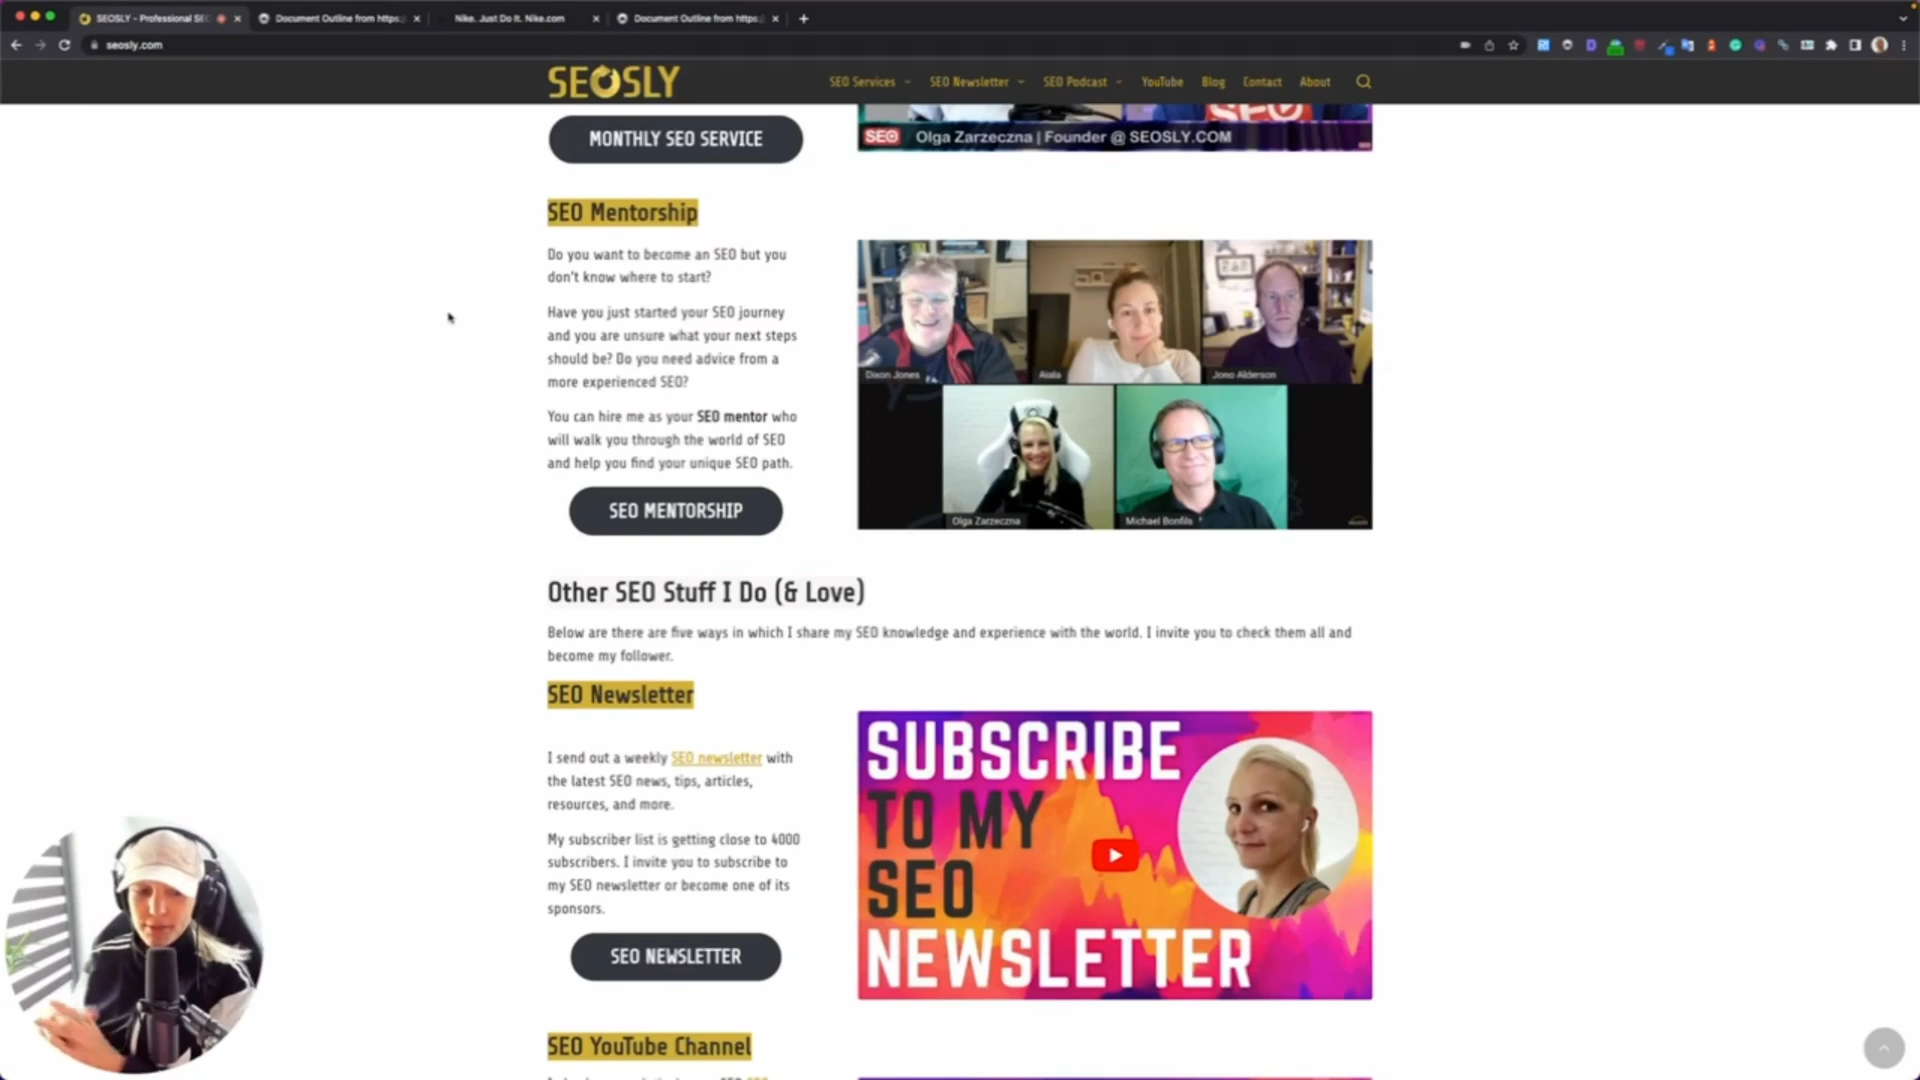 SEOSLY - Professional SEO
Document Outline from https:
Nike. Just Do It. Nike.com
Document Outline from https:
seosly.com
SEOSLY
SEO Services
SEO Newsletter
SEO Podcast
YouTube
Blog
Contact
About
MONTHLY SEO SERVICE
SEO
SEO Olga Zarzeczna | Founder @ SEOSLY.COM
SEO Mentorship
Do you want to become an SEO but you
don't know where to start?
Have you just started your SEO journey
and you are unsure what your next steps
should be? Do you need advice from a
more experienced SEO?
You can hire me as your SEO mentor who
will walk you through the world of SEO
and help you find your unique SEO path.
SEO MENTORSHIP
Dixon Jones
Aiala
Jono Alderson
Olga Zarzeczna
Michael Bonfils
Other SEO Stuff I Do (& Love)
Below are there are five ways in which I share my SEO knowledge and experience with the world. I invite you to check them all and
become my follower.
SEO Newsletter
I send out a weekly SEO newsletter with
the latest SEO news, tips, articles,
resources, and more.
My subscriber list is getting close to 4000
subscribers. I invite you to subscribe to
my SEO newsletter or become one of its
sponsors.
SEO NEWSLETTER
SUBSCRIBE
TO MY
SEO
NEWSLETTER
SEO YouTube Channel